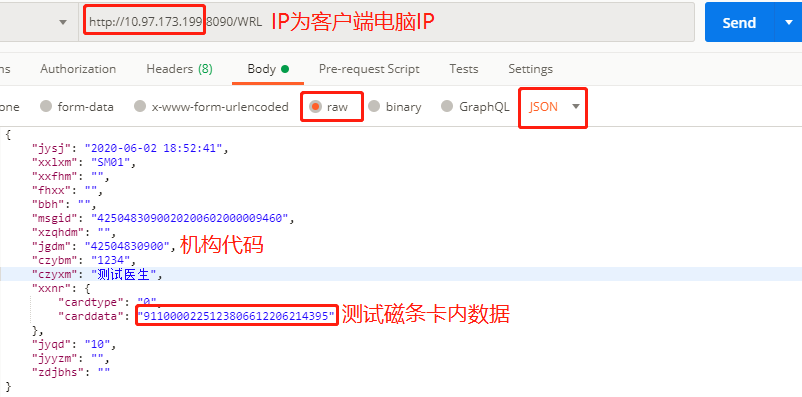 http://10.97.173.199:8090/WRL IP为客户端电脑IP Send
ns Authorization Headers (8) Body Pre-request Script Tests Settings
one form-data x-www-form-urlencoded raw binary GraphQL JSON
{
"jysj": "2020-06-02 18:52:41",
"xxlxm": "SM01",
"xxfhm": "",
"fhxx": "",
"bbh": "",
"msgid": "4250483090020200602000009460",
"xzqhdm": "",
"jgdm": "42504830900", 机构代码
"czybm": "1234",
"czyxm": "测试医生",
"xxnr": {
"cardtype": "0",
"carddata": "9110000225123806612206214395" 测试磁条卡内数据
},
"jyqd": "10",
"jyyzm": "",
"zdjbhs": ""
}